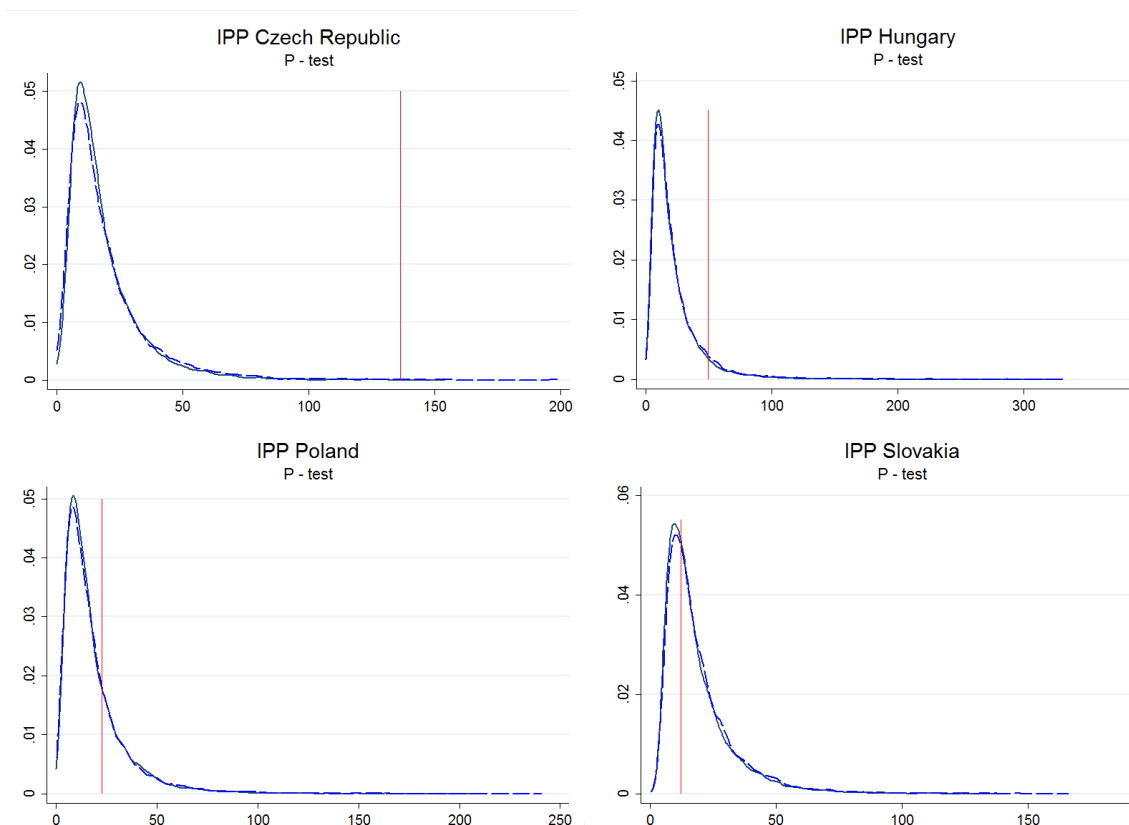 IPP Czech Republic
P - test
.05
.04
.03
.02
.01
0
0 50 100 150 200
IPP Hungary
P - test
.05
.04
.03
.02
.01
0
0 100 200 300
IPP Poland
P - test
.05
.04
.03
.02
.01
0
0 50 100 150 200 250
IPP Slovakia
P - test
.06
.04
.02
0
0 50 100 150